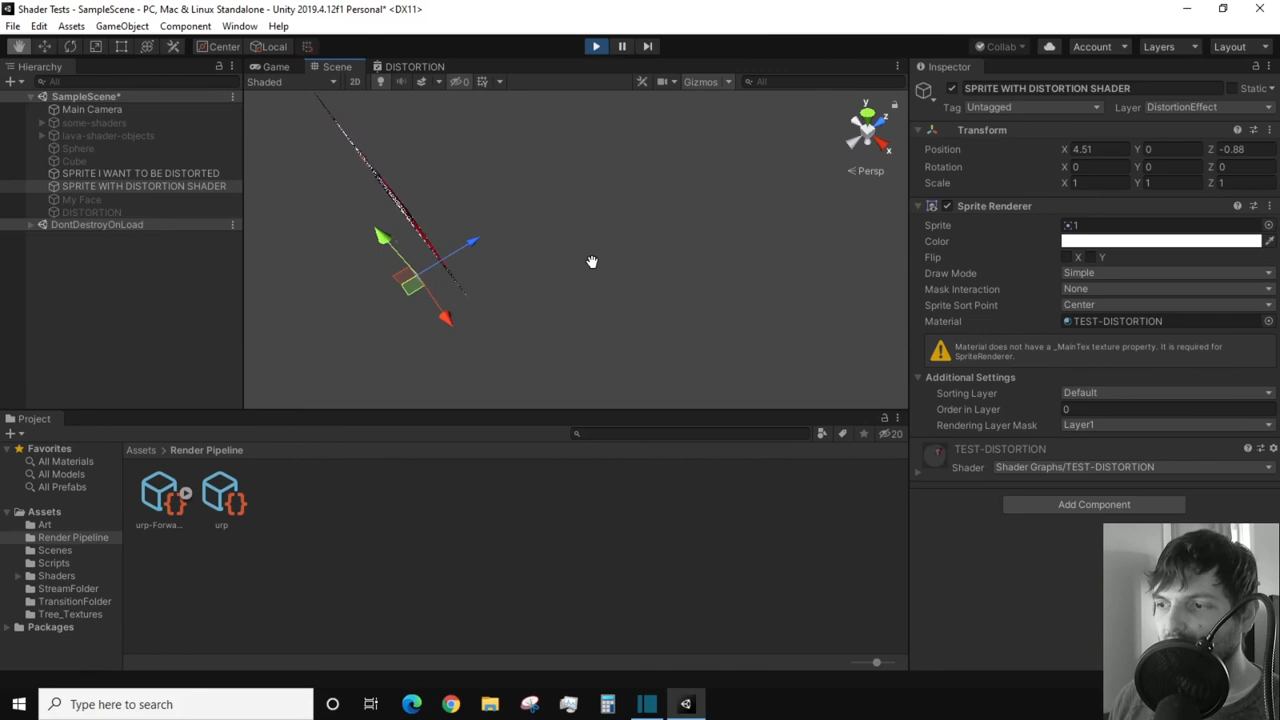 Shader Tests - SampleScene - PC, Mac & Linux Standalone - Unity 2019.4.12f1 Personal* <DX11>
File Edit Assets GameObject Component Window Help
Center Local Collab Account Layers Layout
Hierarchy
All
SampleScene*
Main Camera
some-shaders
lava-shader-objects
Sphere
Cube
SPRITE I WANT TO BE DISTORTED
SPRITE WITH DISTORTION SHADER
My Face
DISTORTION
DontDestroyOnLoad
Game Scene DISTORTION
Shaded 2D 0 Gizmos All
y
z
x
Persp
Inspector
SPRITE WITH DISTORTION SHADER Static
Tag Untagged Layer DistortionEffect
Transform
Position X 4.51 Y 0 Z -0.88
Rotation X 0 Y 0 Z 0
Scale X 1 Y 1 Z 1
Sprite Renderer
Sprite 1
Color
Flip X Y
Draw Mode Simple
Mask Interaction None
Sprite Sort Point Center
Material TEST-DISTORTION
Material does not have a _MainTex texture property. It is required for
SpriteRenderer.
Additional Settings
Sorting Layer Default
Order in Layer 0
Rendering Layer Mask Layer1
TEST-DISTORTION
Shader Shader Graphs/TEST-DISTORTION
Add Component
Project
20
Favorites
All Materials
All Models
All Prefabs
Assets
Art
Render Pipeline
Scenes
Scripts
Shaders
StreamFolder
TransitionFolder
Tree_Textures
Packages
Assets > Render Pipeline
urp-Forwa... urp
Type here to search